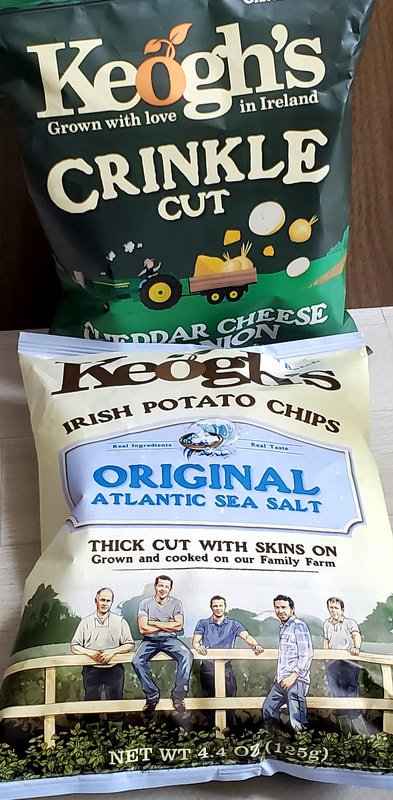 Keogh's
Grown with love in Ireland
CRINKLE
CUT
CHEDDAR CHEESE
ONION
Keogh's
IRISH POTATO CHIPS
Real Ingredients Real Taste
ORIGINAL
ATLANTIC SEA SALT
THICK CUT WITH SKINS ON
Grown and cooked on our Family Farm
NET WT 4.4 OZ (125g)